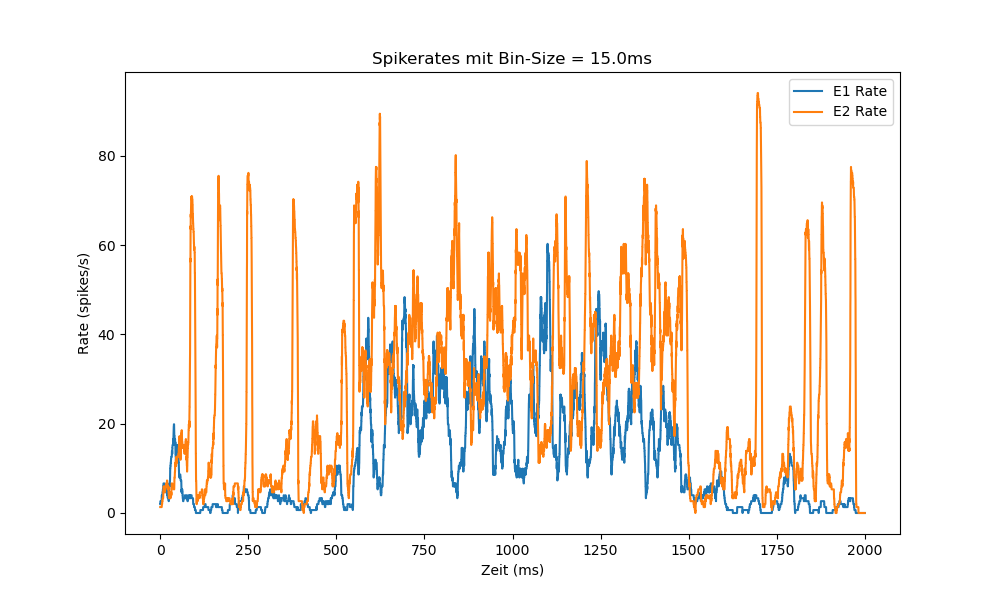 Spikerates mit Bin-Size = 15.0ms
E1 Rate
E2 Rate
Rate (spikes/s)
80
60
40
20
0
0 250 500 750 1000 1250 1500 1750 2000
Zeit (ms)